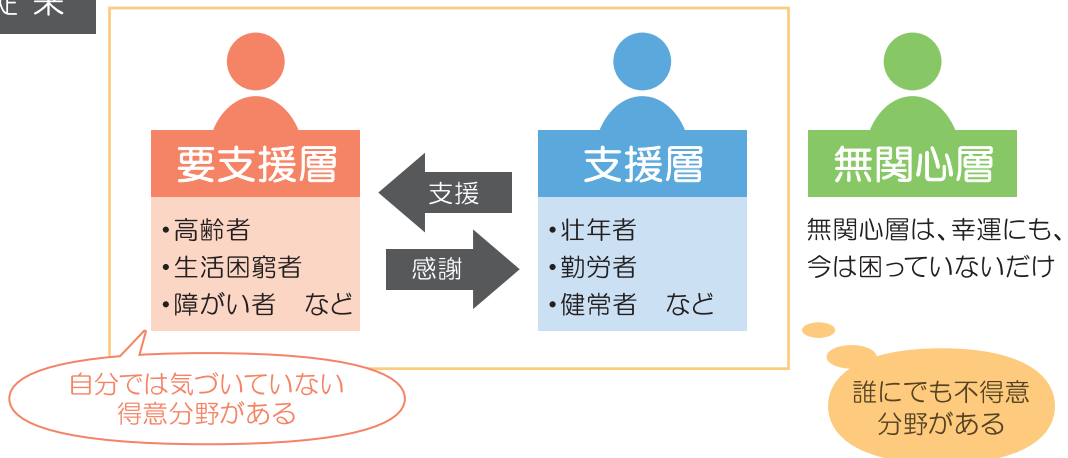 要支援層
・高齢者
・生活困窮者
・障がい者　など
支援
感謝
支援層
・壮年者
・勤労者
・健常者　など
無関心層
無関心層は、幸運にも、
今は困っていないだけ
自分では気づいていない
得意分野がある
誰にでも不得意
分野がある